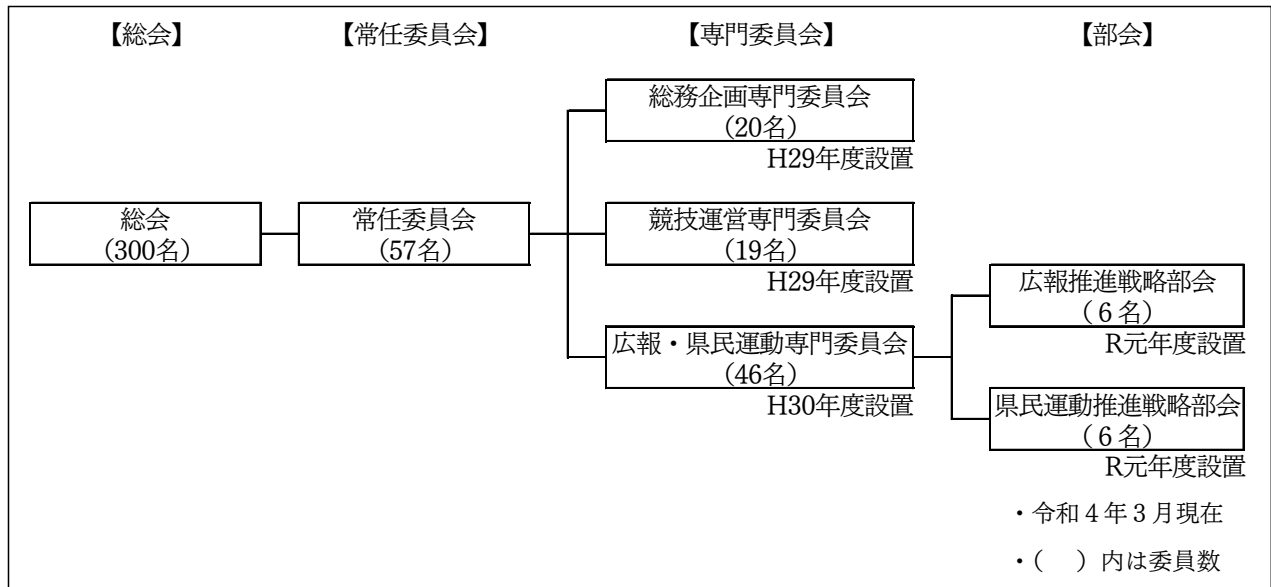 【総会】
【常任委員会】
【専門委員会】
【部会】
総務企画専門委員会
(20名)
H29年度設置
総会
(300名)
常任委員会
(57名)
競技運営専門委員会
(19名)
H29年度設置
広報推進戦略部会
(6名)
R元年度設置
広報・県民運動専門委員会
(46名)
H30年度設置
県民運動推進戦略部会
(6名)
R元年度設置
・令和4年3月現在
・(　)内は委員数